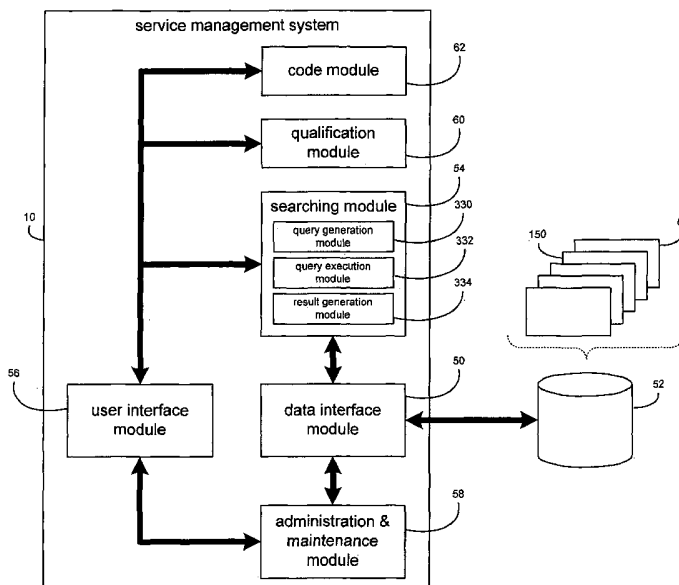 service management system
62
code module
60
qualification
module
54
searching module
330
query generation
module
332
query execution
module
334
result generation
module
10
150
56
user interface
module
50
data interface
module
52
58
administration &
maintenance
module